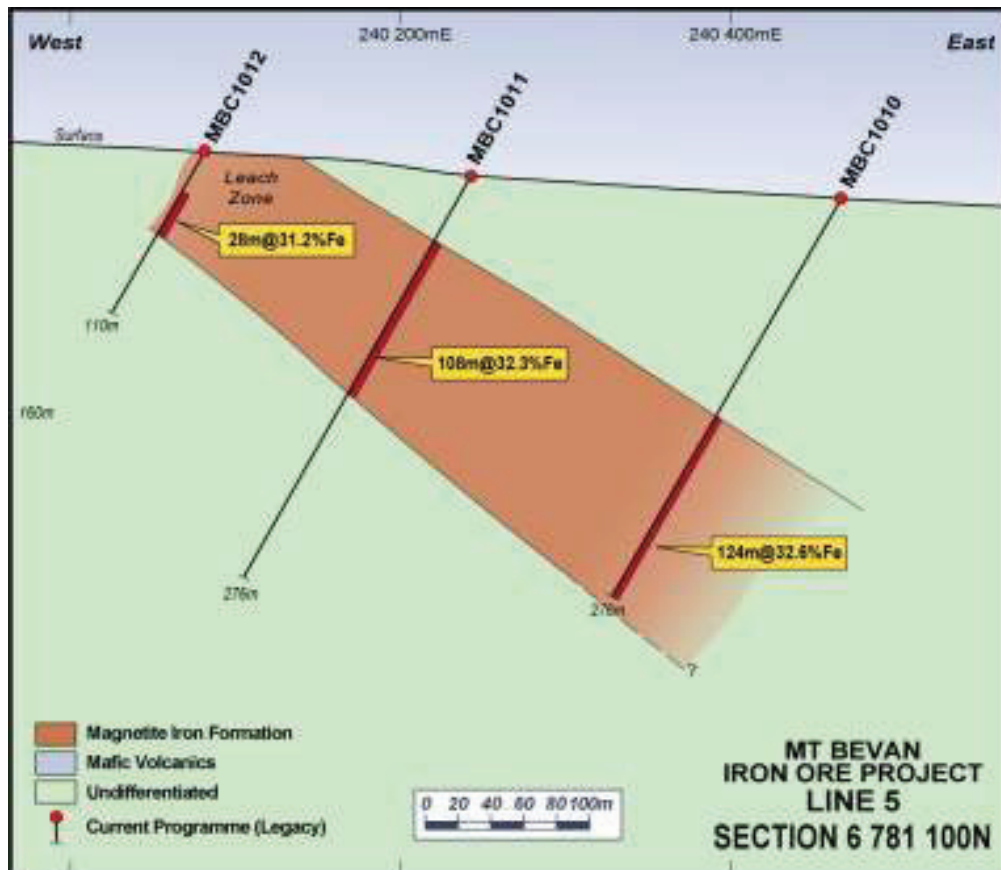 West
240 200mE
240 400mE
East
MBC1012
MBC1011
MBC1010
Surface
Leach
Zone
28m@31.2%Fe
110m
108m@32.3%Fe
160m
124m@32.6%Fe
276m
276m
?
Magnetite Iron Formation
Mafic Volcanics
Undifferentiated
Current Programme (Legacy)
0 20 40 60 80 100m
MT BEVAN
IRON ORE PROJECT
LINE 5
SECTION 6 781 100N